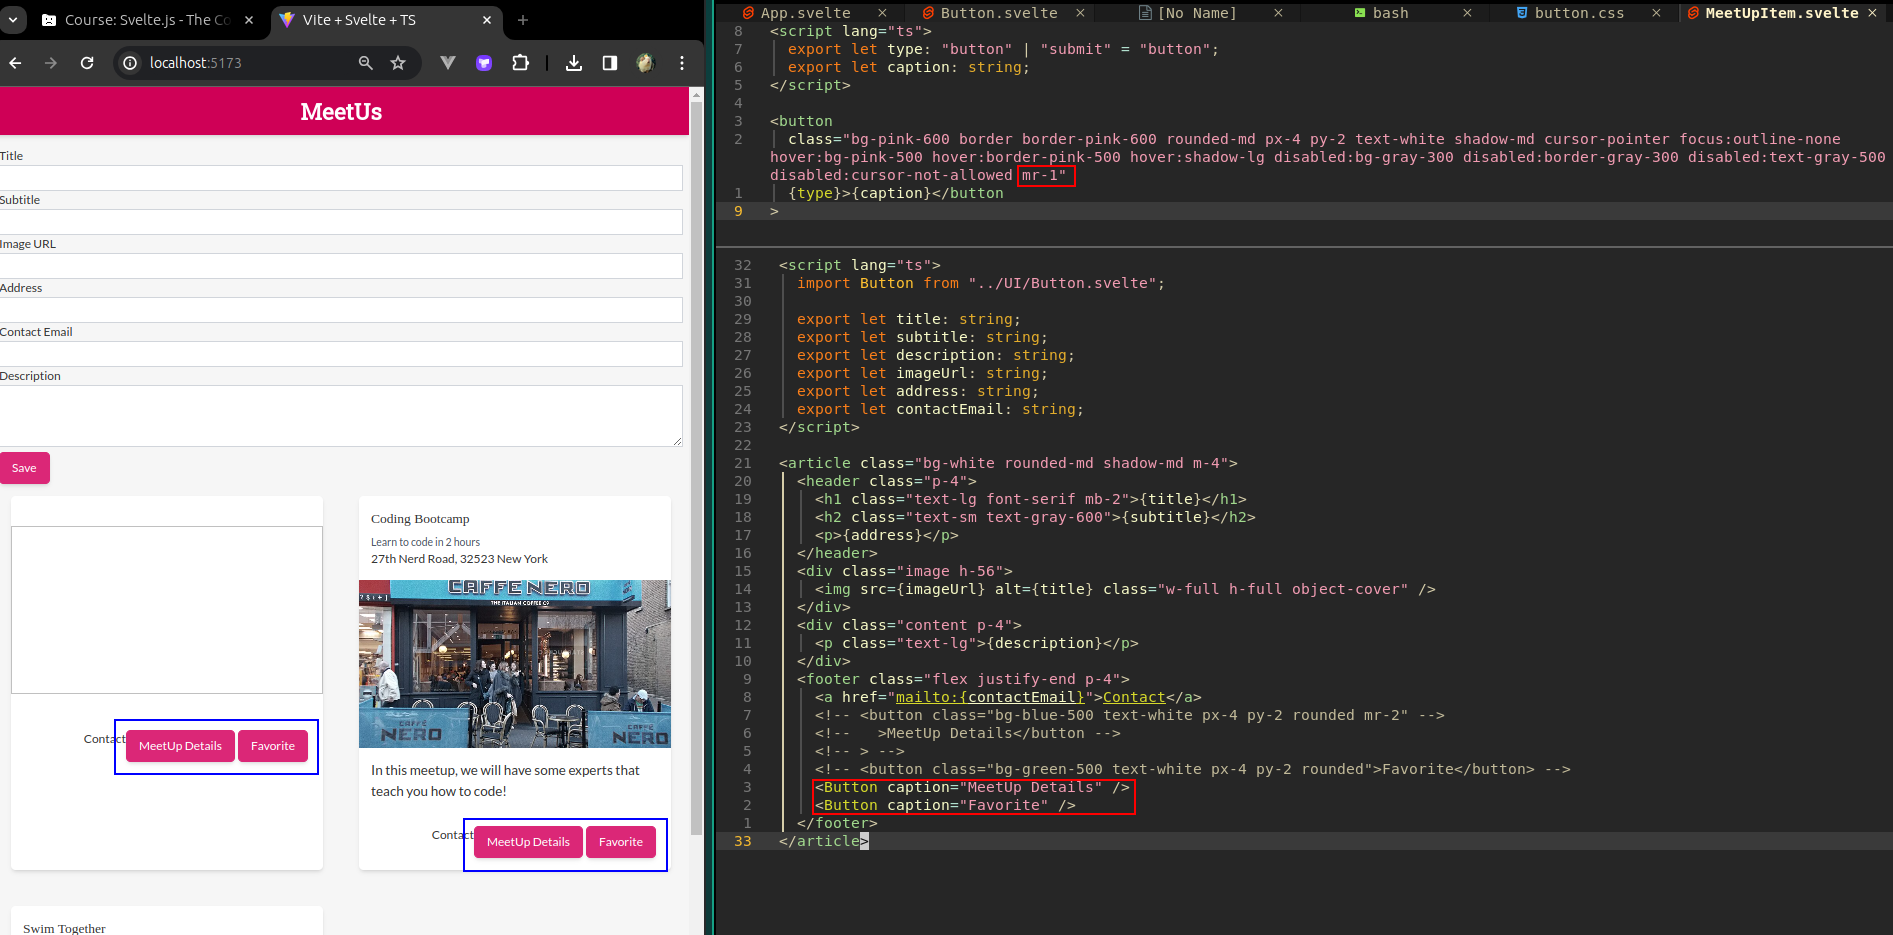 Course: Svelte.js - The Co
Vite + Svelte + TS
localhost:5173
MeetUs
Title
Subtitle
Image URL
Address
Contact Email
Description
Save
Contact
MeetUp Details
Favorite
Coding Bootcamp
Learn to code in 2 hours
27th Nerd Road, 32523 New York
CAFFÈ NERO
THE ITALIAN COFFEE CO
CAFFÈ
NERO
NERO
In this meetup, we will have some experts that
teach you how to code!
Contact
MeetUp Details
Favorite
Swim Together
App.svelte
Button.svelte
[No Name]
bash
button.css
MeetUpItem.svelte
8 <script lang="ts">
7 export let type: "button" | "submit" = "button";
6 export let caption: string;
5 </script>
4
3 <button
2 class="bg-pink-600 border border-pink-600 rounded-md px-4 py-2 text-white shadow-md cursor-pointer focus:outline-none
hover:bg-pink-500 hover:border-pink-500 hover:shadow-lg disabled:bg-gray-300 disabled:border-gray-300 disabled:text-gray-500
disabled:cursor-not-allowed mr-1"
1 {type}>{caption}</button
9 >
32 <script lang="ts">
31 import Button from "../UI/Button.svelte";
30
29 export let title: string;
28 export let subtitle: string;
27 export let description: string;
26 export let imageUrl: string;
25 export let address: string;
24 export let contactEmail: string;
23 </script>
22
21 <article class="bg-white rounded-md shadow-md m-4">
20 <header class="p-4">
19 <h1 class="text-lg font-serif mb-2">{title}</h1>
18 <h2 class="text-sm text-gray-600">{subtitle}</h2>
17 <p>{address}</p>
16 </header>
15 <div class="image h-56">
14 <img src={imageUrl} alt={title} class="w-full h-full object-cover" />
13 </div>
12 <div class="content p-4">
11 <p class="text-lg">{description}</p>
10 </div>
9 <footer class="flex justify-end p-4">
8 <a href="mailto:{contactEmail}">Contact</a>
7 <!-- <button class="bg-blue-500 text-white px-4 py-2 rounded mr-2" -->
6 <!--   >MeetUp Details</button -->
5 <!-- > -->
4 <!-- <button class="bg-green-500 text-white px-4 py-2 rounded">Favorite</button> -->
3 <Button caption="MeetUp Details" />
2 <Button caption="Favorite" />
1 </footer>
33 </article>